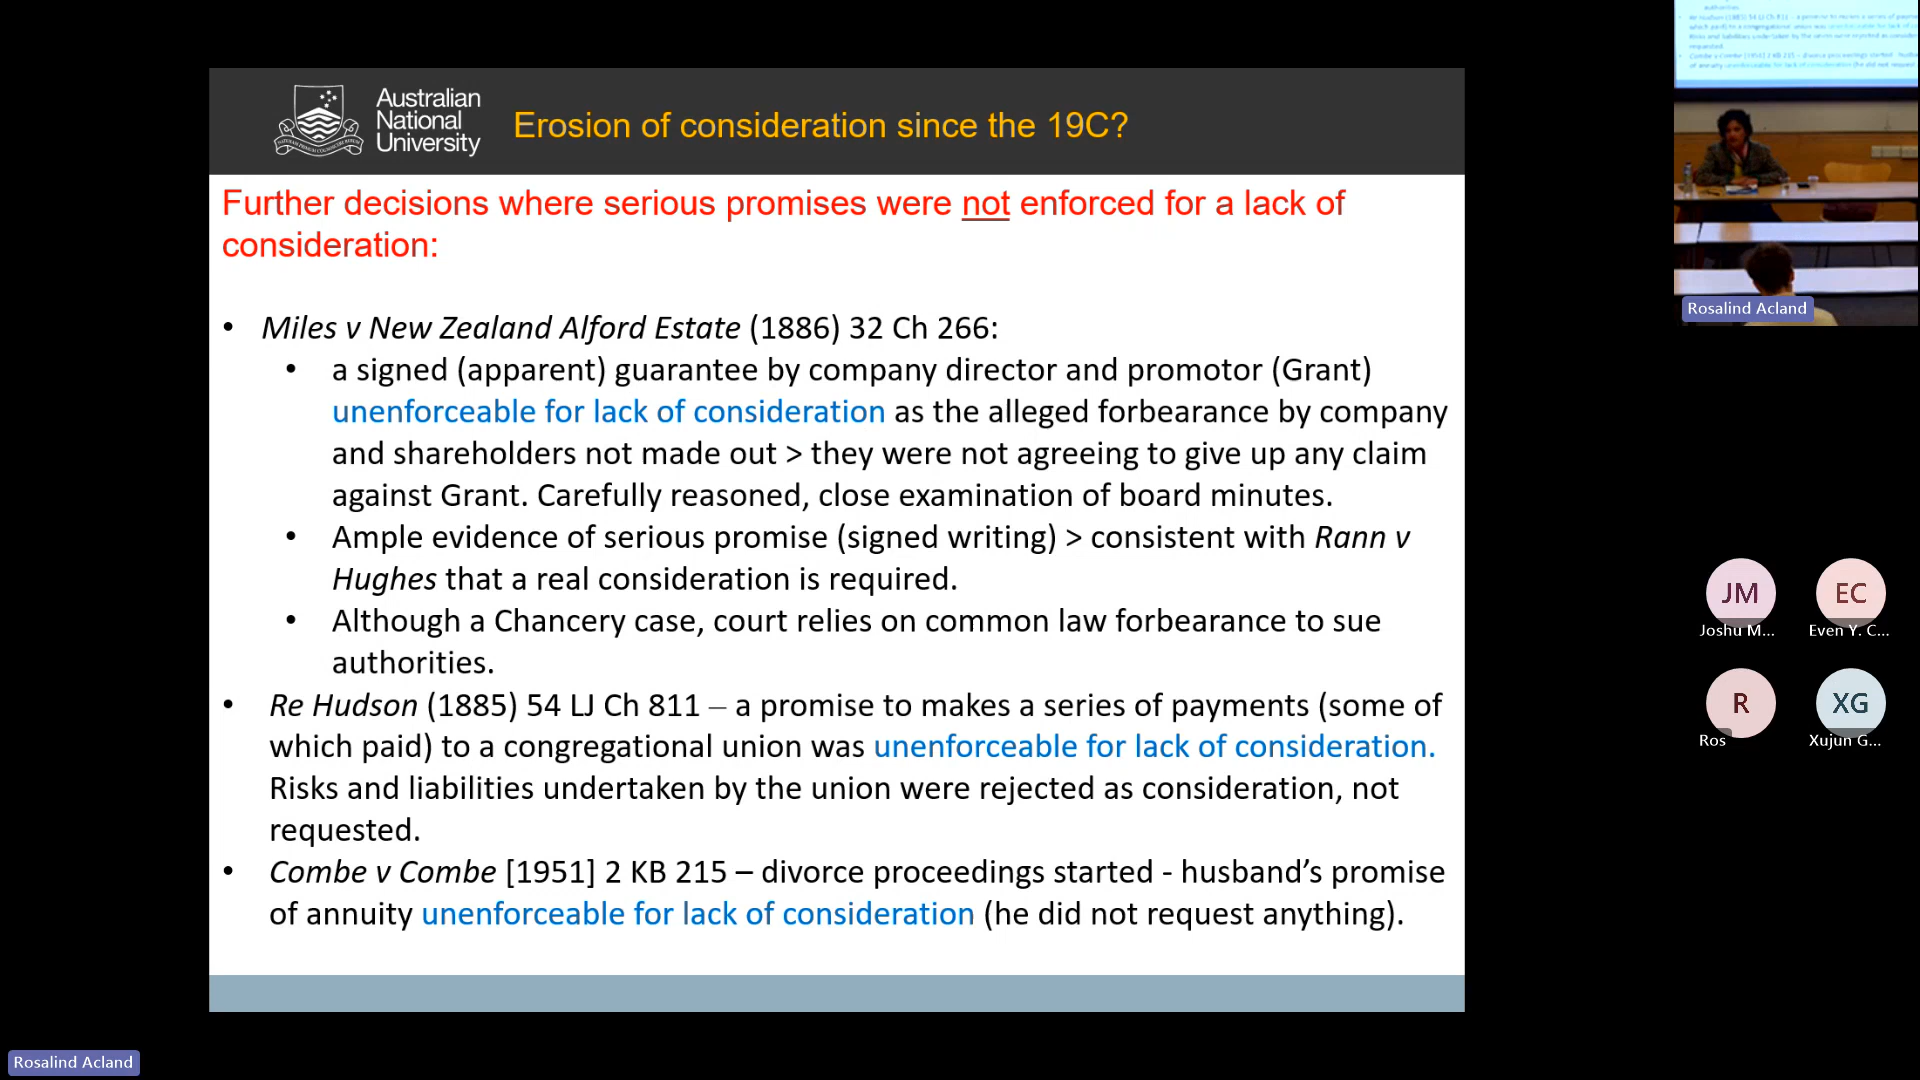 Australian
National
University
Erosion of consideration since the 19C?
Further decisions where serious promises were not enforced for a lack of
consideration:
• Miles v New Zealand Alford Estate (1886) 32 Ch 266:
• a signed (apparent) guarantee by company director and promotor (Grant)
unenforceable for lack of consideration as the alleged forbearance by company
and shareholders not made out > they were not agreeing to give up any claim
against Grant. Carefully reasoned, close examination of board minutes.
• Ample evidence of serious promise (signed writing) > consistent with Rann v
Hughes that a real consideration is required.
• Although a Chancery case, court relies on common law forbearance to sue
authorities.
• Re Hudson (1885) 54 LJ Ch 811 – a promise to makes a series of payments (some of
which paid) to a congregational union was unenforceable for lack of consideration.
Risks and liabilities undertaken by the union were rejected as consideration, not
requested.
• Combe v Combe [1951] 2 KB 215 – divorce proceedings started - husband’s promise
of annuity unenforceable for lack of consideration (he did not request anything).
Rosalind Acland
JM
Joshu M...
EC
Even Y. C...
R
Ros
XG
Xujun G...
Rosalind Acland